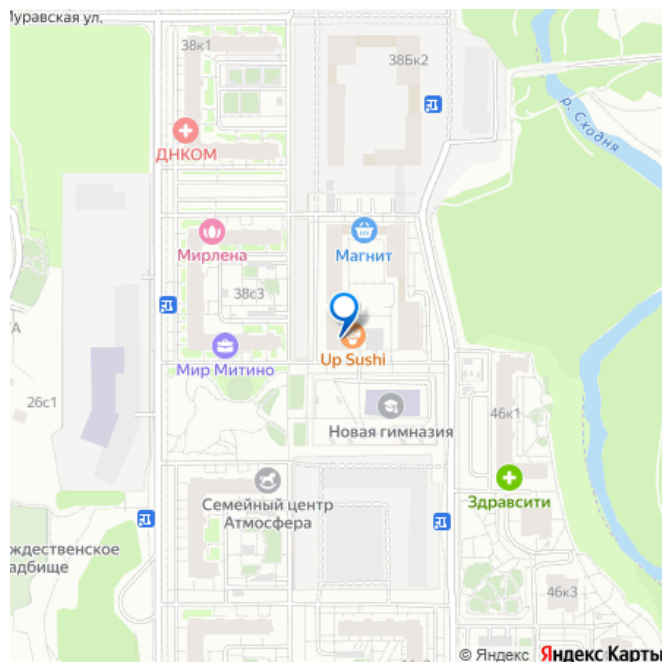 Муравская ул.
38к1
38Бк2
р. Сходня
ДНКОМ
Мирлена
Магнит
38с3
Up Sushi
Мир Митино
26с1
Новая гимназия
46к1
Семейный центр
Атмосфера
Здравсити
ждественское
адбище
46к3
© Яндекс Яндекс Карты